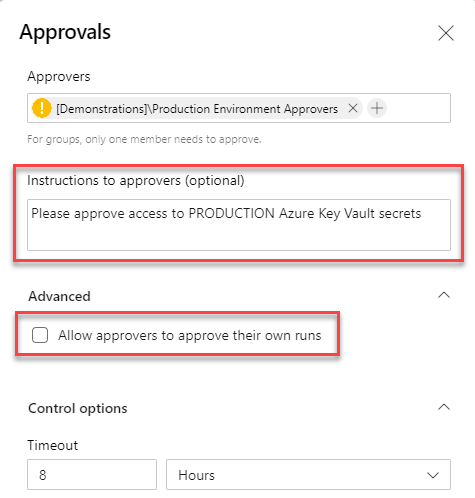 Approvals
Approvers
[Demonstrations]\Production Environment Approvers
For groups, only one member needs to approve.
Instructions to approvers (optional)
Please approve access to PRODUCTION Azure Key Vault secrets
Advanced
Allow approvers to approve their own runs
Control options
Timeout
8 Hours